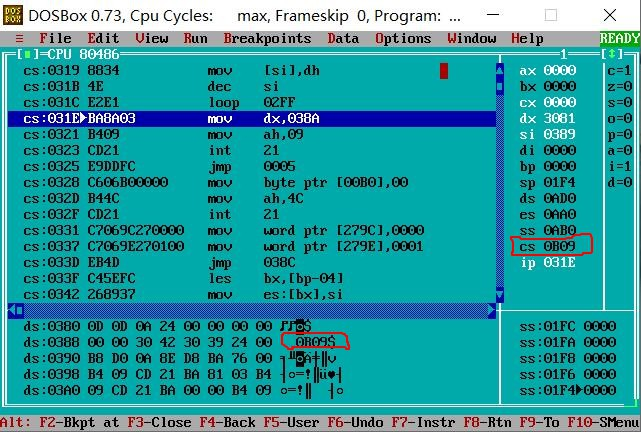 DOSBox 0.73, Cpu Cycles:      max, Frameskip  0, Program:  ...
≡  File  Edit  View  Run  Breakpoints  Data  Options  Window  Help  READY
[■]=CPU 80486  1  [↕]
cs:0319 8834  mov  [si],dh  ax 0000  c=1
cs:031B 4E  dec  si  bx 0000  z=0
cs:031C E2E1  loop  02FF  cx 0000  s=0
cs:031E▶BA8A03  mov  dx,038A  dx 3081  o=0
cs:0321 B409  mov  ah,09  si 0389  p=0
cs:0323 CD21  int  21  di 0000  a=0
cs:0325 E9DDFC  jmp  0005  bp 0000  i=1
cs:0328 C606B00000  mov  byte ptr [00B0],00  sp 01F4  d=0
cs:032D B44C  mov  ah,4C  ds 0AD0
cs:032F CD21  int  21  es 0AA0
cs:0331 C7069C270000  mov  word ptr [279C],0000  ss 0AB0
cs:0337 C7069E270100  mov  word ptr [279E],0001  cs 0B09
cs:033D EB4D  jmp  038C  ip 031E
cs:033F C45EFC  les  bx,[bp-04]
cs:0342 268937  mov  es:[bx],si
ds:0380 0D 0D 0A 24 00 00 00 00 ♪♪◙$  ss:01FC 0000
ds:0388 00 00 30 42 30 39 24 00   0B09$  ss:01FA 0000
ds:0390 B8 D0 0A 8E D8 BA 76 00  ss:01F8 0000
ds:0398 B4 09 CD 21 BA 81 03 B4  ss:01F6 0000
ds:03A0 09 CD 21 BA 00 00 B4 09  ss:01F4▶0000
Alt: F2-Bkpt at F3-Close F4-Back F5-User F6-Undo F7-Instr F8-Rtn F9-To F10-SMenu